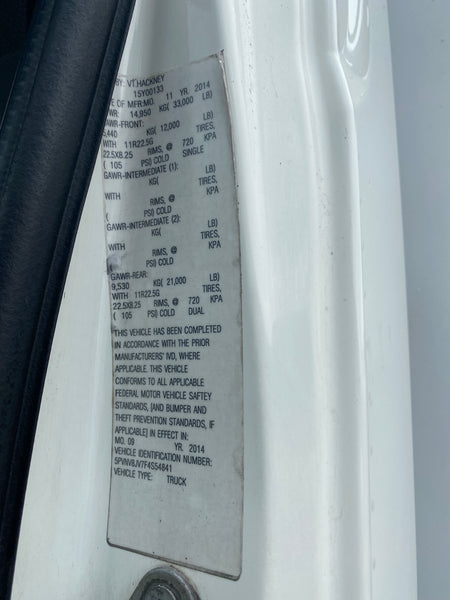 BY: VT.HACKNEY
15Y00133
E OF MFR:MO. 11 YR. 2014
WR: 14,950 KG( 33,000 LB)
AWR-FRONT:
5,440 KG( 12,000 LB)
WITH 11R22.5G TIRES,
22.5X8.25 RIMS, @ 720 KPA
( 105 PSI) COLD SINGLE
GAWR-INTERMEDIATE (1):
KG( LB)
WITH TIRES,
RIMS, @ KPA
( PSI) COLD
GAWR-INTERMEDIATE (2):
KG( LB)
WITH TIRES,
RIMS, @ KPA
( PSI) COLD
GAWR-REAR:
9,530 KG( 21,000 LB)
WITH 11R22.5G TIRES,
22.5X8.25 RIMS, @ 720 KPA
( 105 PSI) COLD DUAL
THIS VEHICLE HAS BEEN COMPLETED
IN ACCORDANCE WITH THE PRIOR
MANUFACTURERS' IVD, WHERE
APPLICABLE. THIS VEHICLE
CONFORMS TO ALL APPLICABLE
FEDERAL MOTOR VEHICLE SAFTEY
STANDARDS, [AND BUMPER AND
THEFT PREVENTION STANDARDS, IF
APPLICABLE] IN EFFECT IN:
MO. 09 YR. 2014
VEHICLE IDENTIFICATION NUMBER:
5PVNV8JV7F4S54841
VEHICLE TYPE: TRUCK